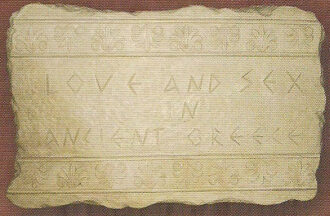 LOVE AND SEX
IN
ANCIENT GREECE